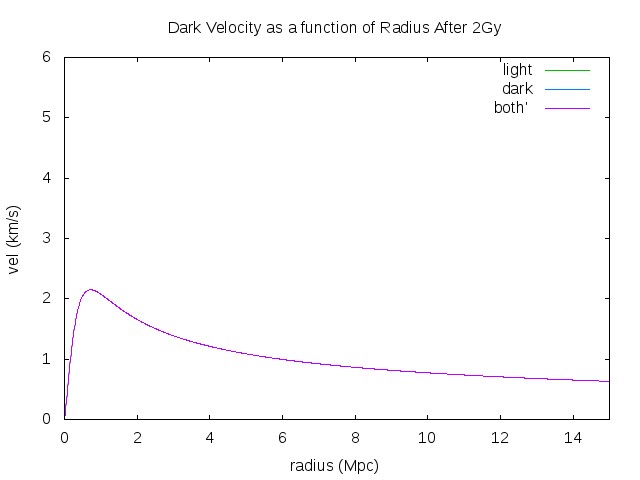 Dark Velocity as a function of Radius After 2Gy
light
dark
both'
vel (km/s)
6
5
4
3
2
1
0
0 2 4 6 8 10 12 14
radius (Mpc)